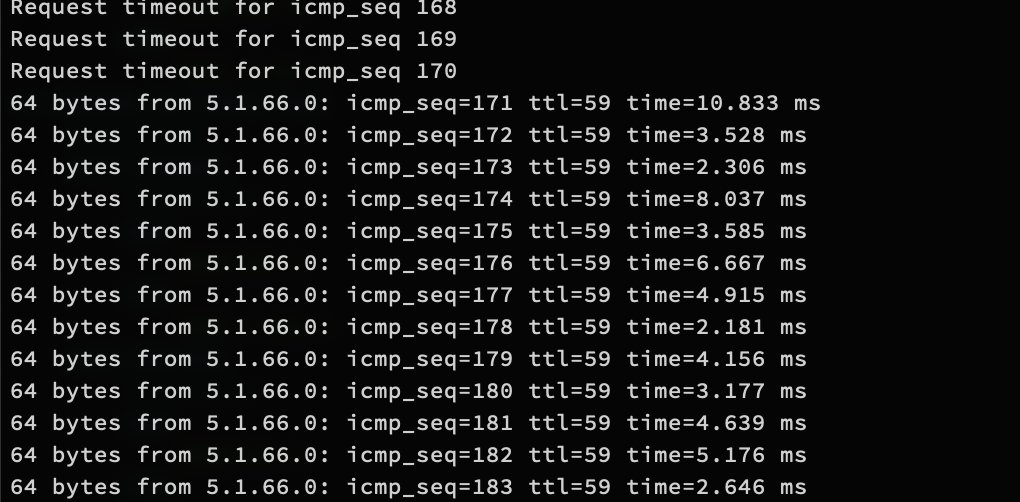 Request timeout for icmp_seq 168
Request timeout for icmp_seq 169
Request timeout for icmp_seq 170
64 bytes from 5.1.66.0: icmp_seq=171 ttl=59 time=10.833 ms
64 bytes from 5.1.66.0: icmp_seq=172 ttl=59 time=3.528 ms
64 bytes from 5.1.66.0: icmp_seq=173 ttl=59 time=2.306 ms
64 bytes from 5.1.66.0: icmp_seq=174 ttl=59 time=8.037 ms
64 bytes from 5.1.66.0: icmp_seq=175 ttl=59 time=3.585 ms
64 bytes from 5.1.66.0: icmp_seq=176 ttl=59 time=6.667 ms
64 bytes from 5.1.66.0: icmp_seq=177 ttl=59 time=4.915 ms
64 bytes from 5.1.66.0: icmp_seq=178 ttl=59 time=2.181 ms
64 bytes from 5.1.66.0: icmp_seq=179 ttl=59 time=4.156 ms
64 bytes from 5.1.66.0: icmp_seq=180 ttl=59 time=3.177 ms
64 bytes from 5.1.66.0: icmp_seq=181 ttl=59 time=4.639 ms
64 bytes from 5.1.66.0: icmp_seq=182 ttl=59 time=5.176 ms
64 bytes from 5.1.66.0: icmp_seq=183 ttl=59 time=2.646 ms